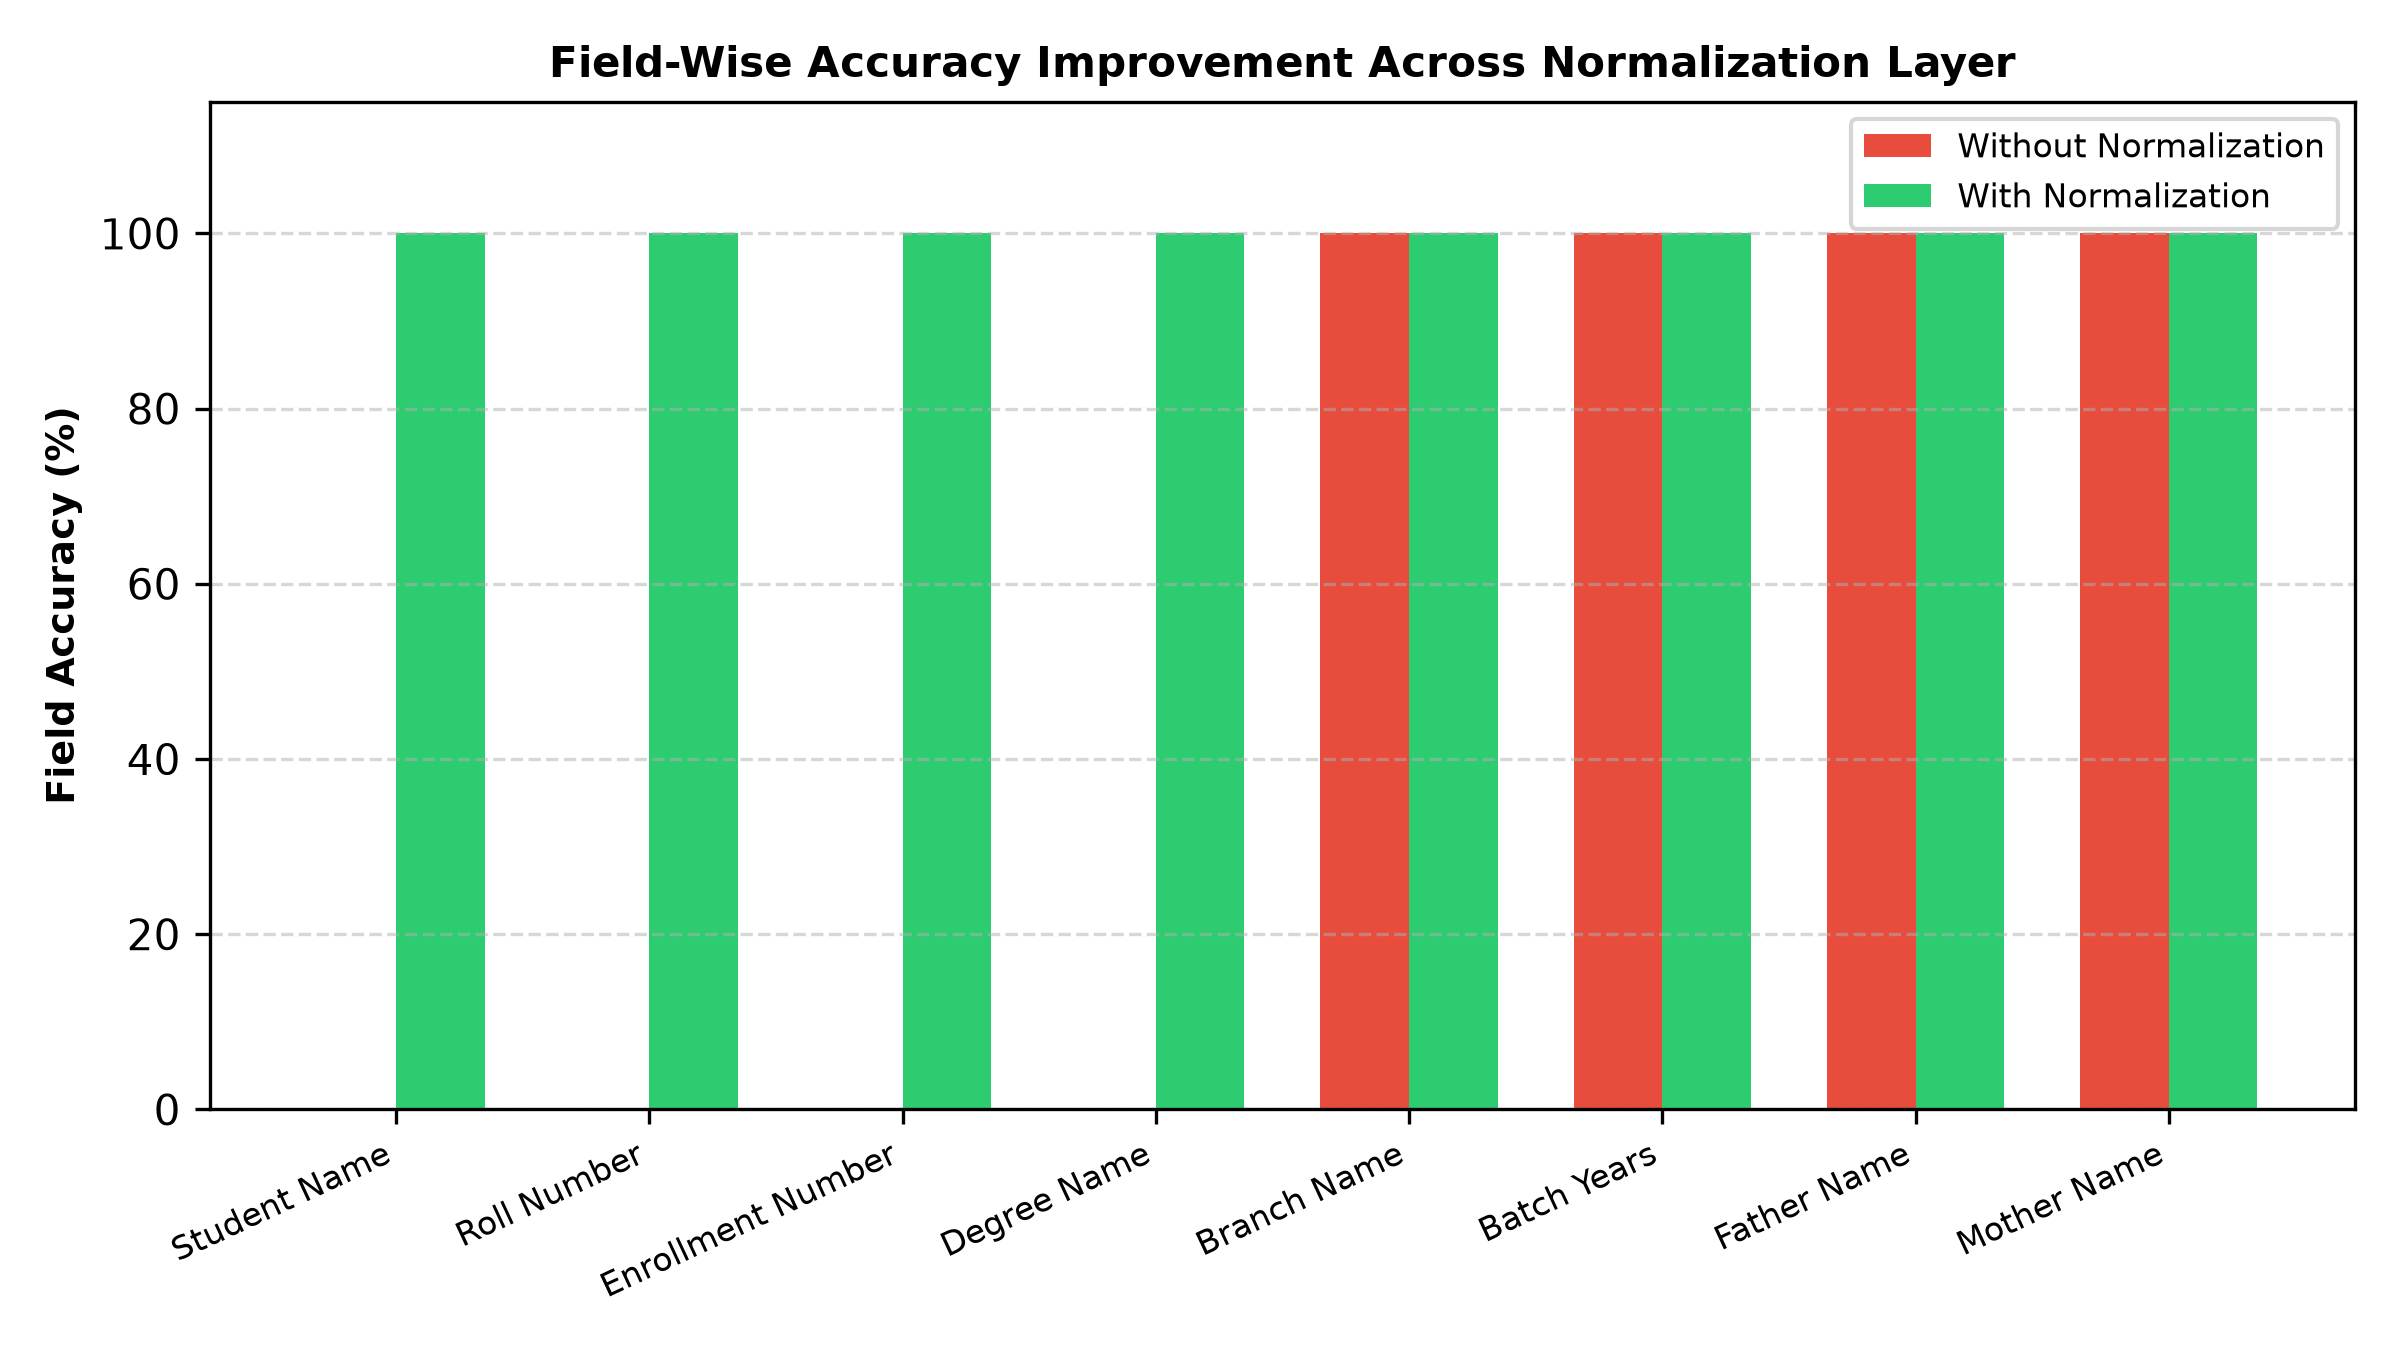 Field-Wise Accuracy Improvement Across Normalization Layer
Without Normalization
With Normalization
Field Accuracy (%)
100
80
60
40
20
0
Student Name
Roll Number
Enrollment Number
Degree Name
Branch Name
Batch Years
Father Name
Mother Name